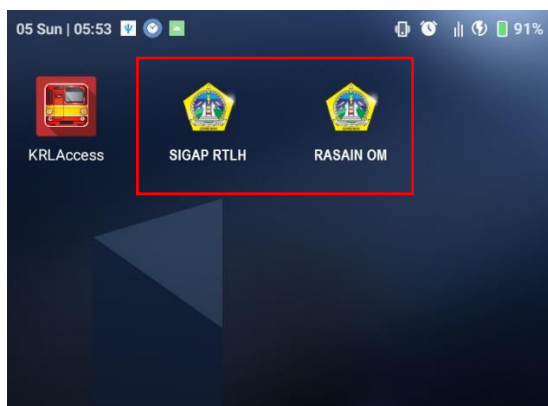 05 Sun | 05:53
91%
KRLAccess
SIGAP RTLH
RASAIN OM